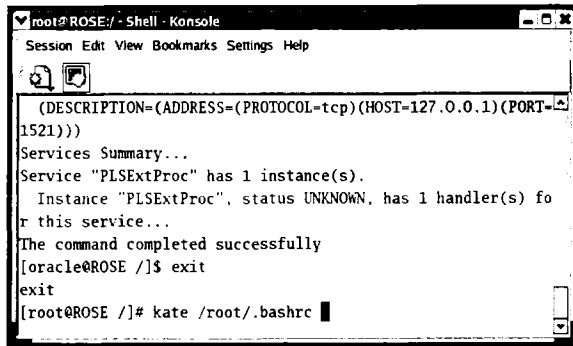 root@ROSE:/ - Shell - Konsole
Session Edit View Bookmarks Settings Help
(DESCRIPTION=(ADDRESS=(PROTOCOL=tcp)(HOST=127.0.0.1)(PORT=
1521)))
Services Summary...
Service "PLSExtProc" has 1 instance(s).
Instance "PLSExtProc", status UNKNOWN, has 1 handler(s) fo
r this service...
The command completed successfully
[oracle@ROSE /]$ exit
exit
[root@ROSE /]# kate /root/.bashrc